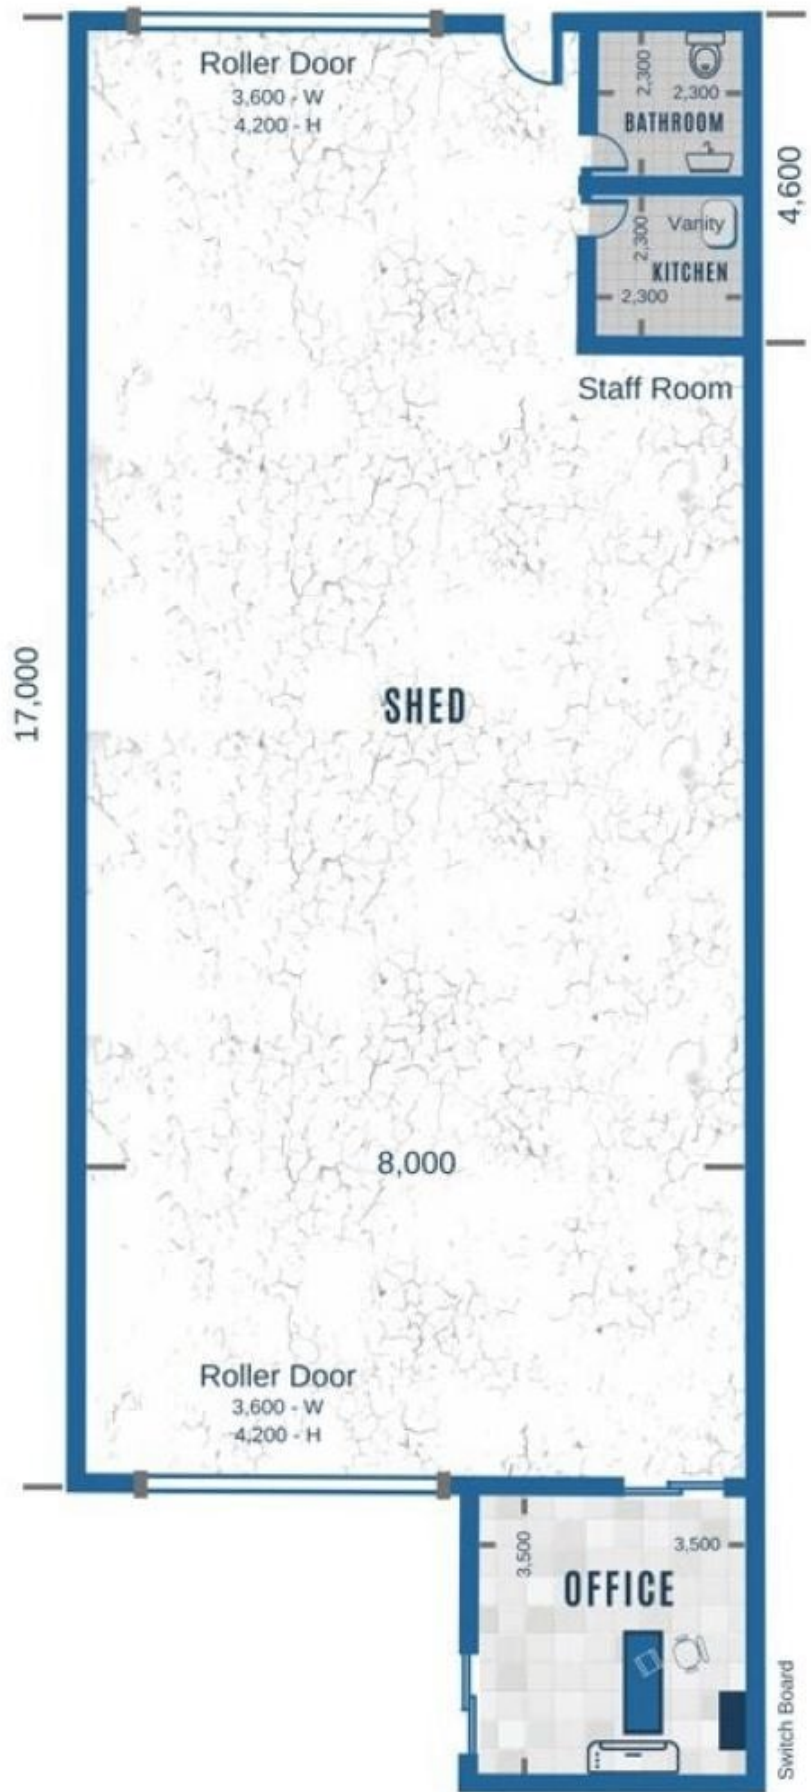 Roller Door
3,600 - W
4,200 - H
2,300
2,300
BATHROOM
4,600
2,300
Vanity
KITCHEN
2,300
Staff Room
17,000
SHED
8,000
Roller Door
3,600 - W
4,200 - H
3,500
3,500
OFFICE
Switch Board